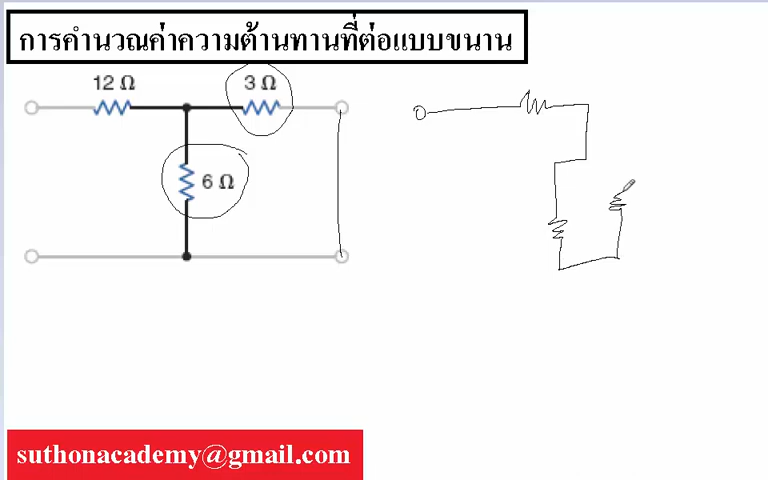 การคำนวณค่าความต้านทานที่ต่อแบบขนาน
12 Ω
3 Ω
6 Ω
suthonacademy@gmail.com